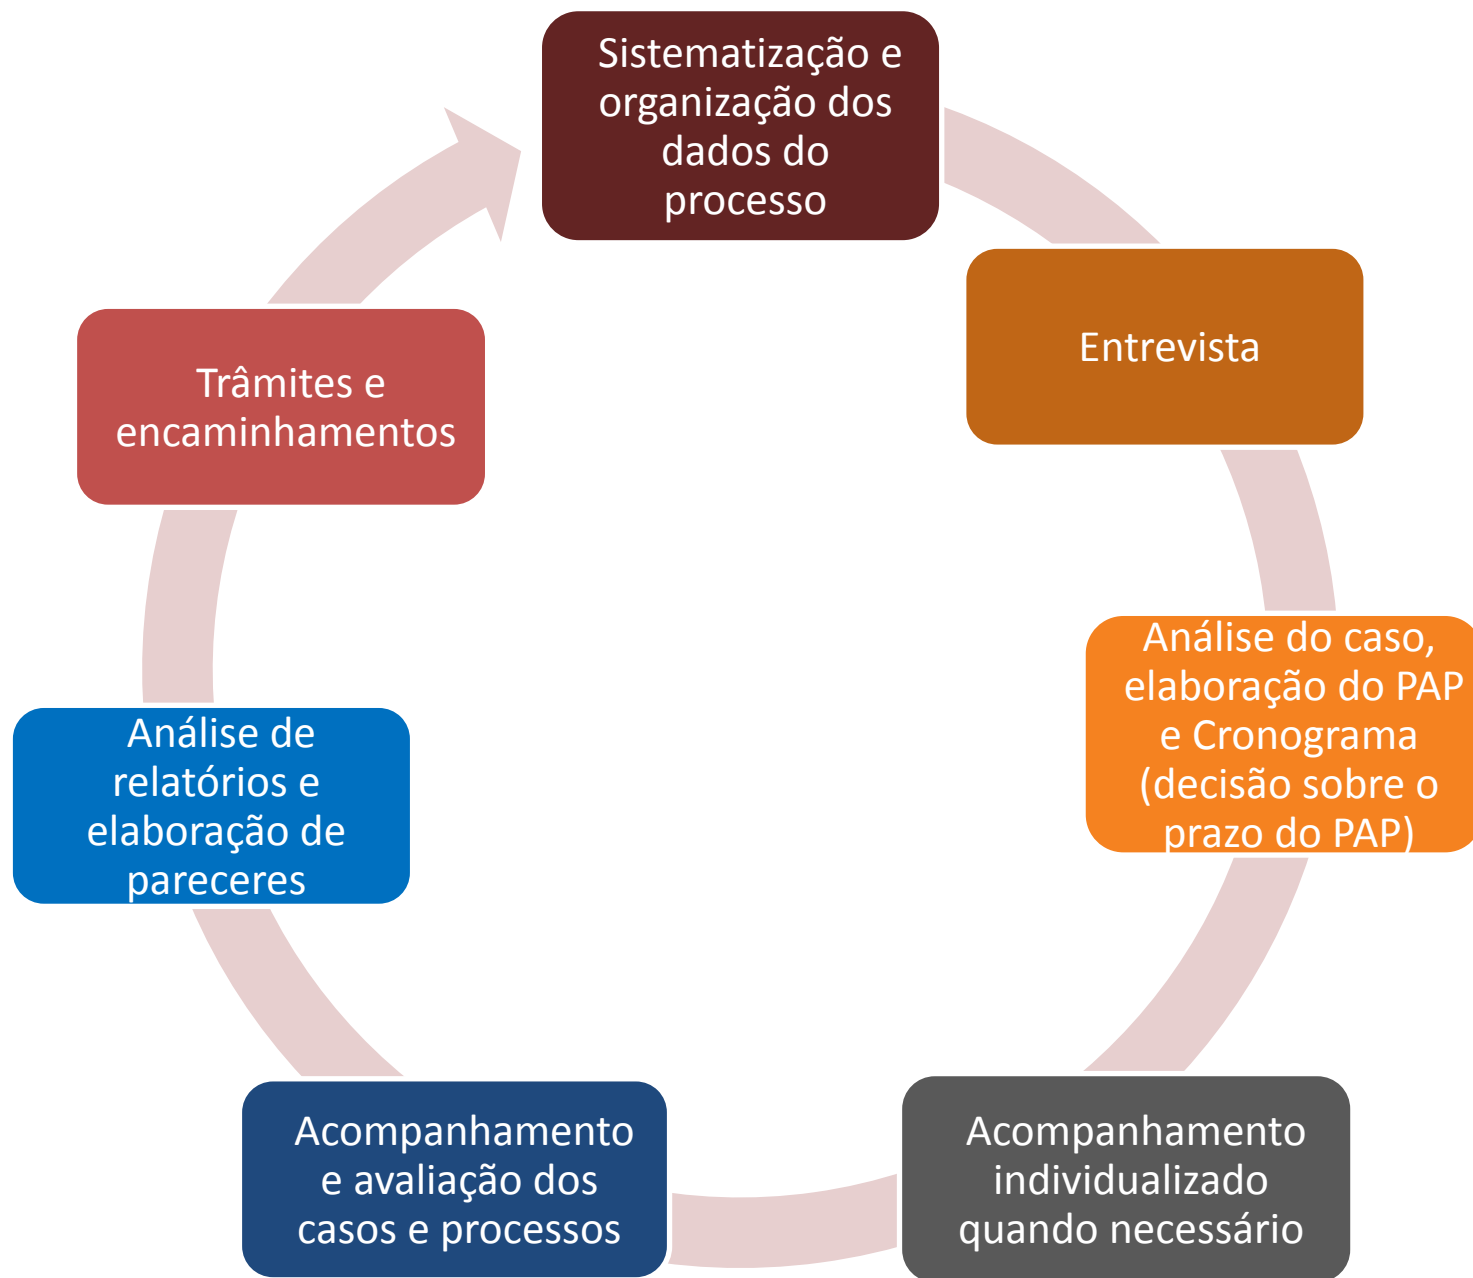 Sistematização e
organização dos
dados do
processo
Entrevista
Análise do caso,
elaboração do PAP
e Cronograma
(decisão sobre o
prazo do PAP)
Acompanhamento
individualizado
quando necessário
Acompanhamento
e avaliação dos
casos e processos
Análise de
relatórios e
elaboração de
pareceres
Trâmites e
encaminhamentos